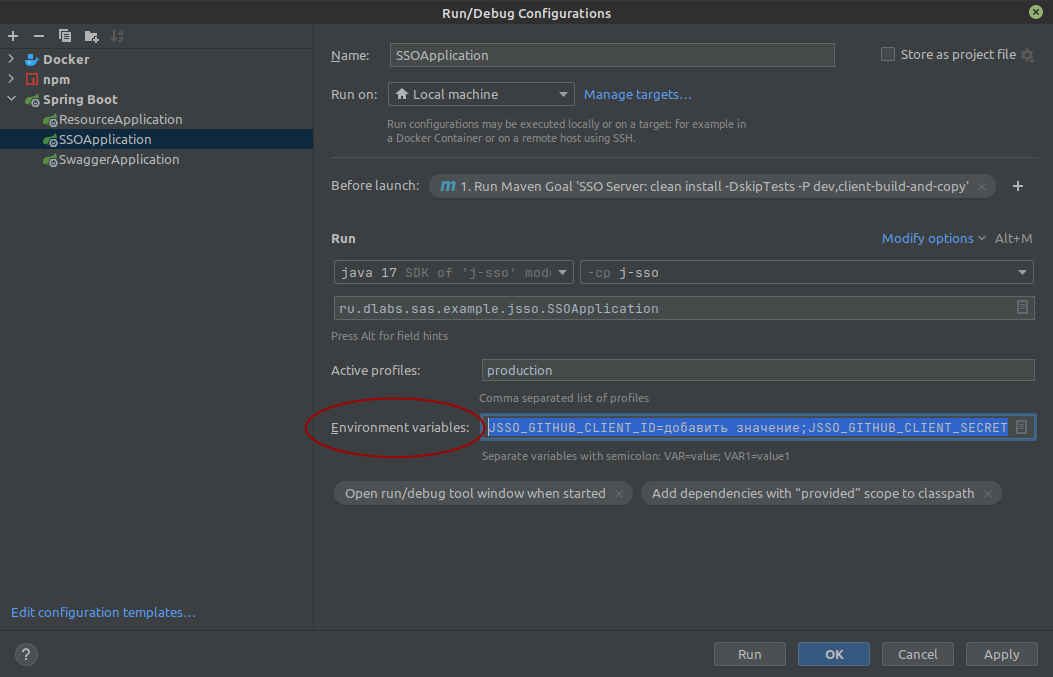 Run/Debug Configurations
Docker
npm
Spring Boot
ResourceApplication
SSOApplication
SwaggerApplication
Edit configuration templates…
Name: SSOApplication Store as project file
Run on: Local machine Manage targets…
Run configurations may be executed locally or on a target: for example in
a Docker Container or on a remote host using SSH.
Before launch: m 1. Run Maven Goal 'SSO Server: clean install -DskipTests -P dev,client-build-and-copy'
Run Modify options Alt+M
java 17 SDK of 'j-sso' modu -cp j-sso
ru.dlabs.sas.example.jsso.SSOApplication
Press Alt for field hints
Active profiles: production
Comma separated list of profiles
Environment variables: JSSO_GITHUB_CLIENT_ID=добавить значение;JSSO_GITHUB_CLIENT_SECRET
Separate variables with semicolon: VAR=value; VAR1=value1
Open run/debug tool window when started Add dependencies with “provided” scope to classpath
? Run OK Cancel Apply